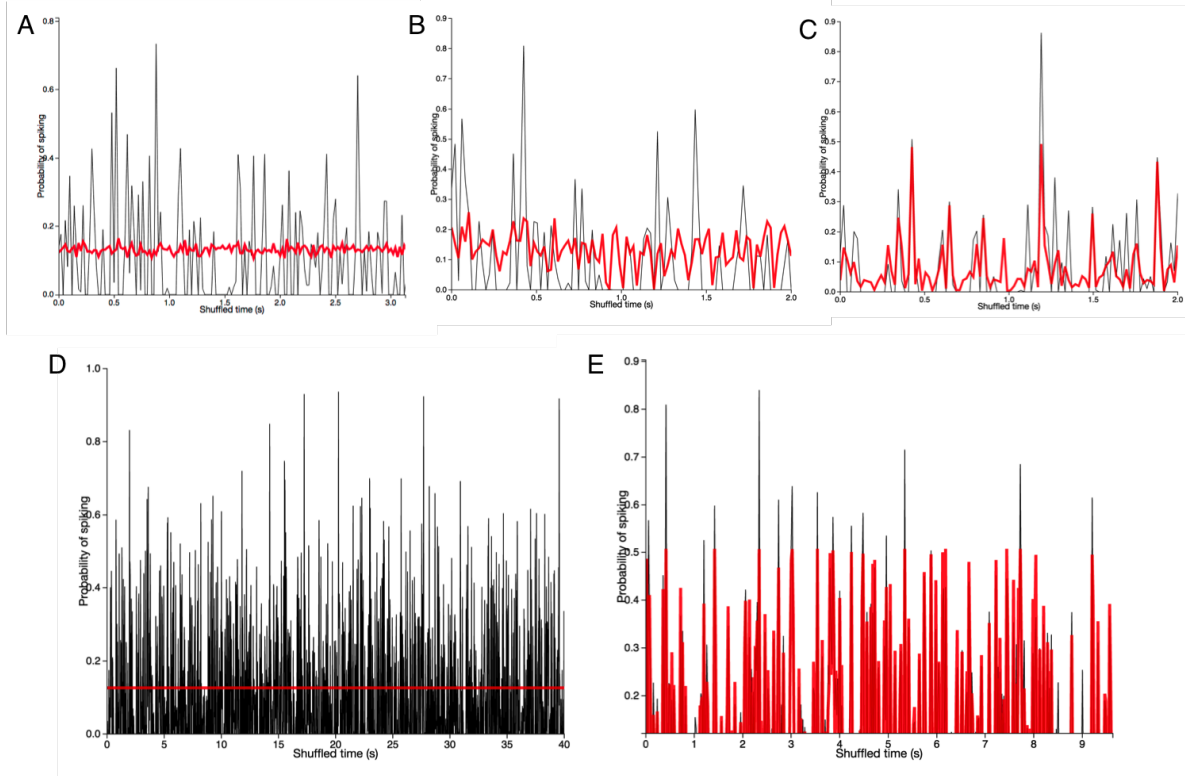 A
Probability of spiking
0.8
0.6
0.4
0.2
0.0
0.0 0.5 1.0 1.5 2.0 2.5 3.0
Shuffled time (s)
B
Probability of spiking
0.9
0.8
0.7
0.6
0.5
0.4
0.3
0.2
0.1
0.0
0.0 0.5 1.0 1.5 2.0
Shuffled time (s)
C
Probability of spiking
0.9
0.8
0.7
0.6
0.5
0.4
0.3
0.2
0.1
0.0
0.0 0.5 1.0 1.5 2.0
Shuffled time (s)
D
Probability of spiking
1.0
0.8
0.6
0.4
0.2
0.0
0 5 10 15 20 25 30 35 40
Shuffled time (s)
E
Probability of spiking
0.9
0.8
0.7
0.6
0.5
0.4
0.3
0.2
0 1 2 3 4 5 6 7 8 9
Shuffled time (s)